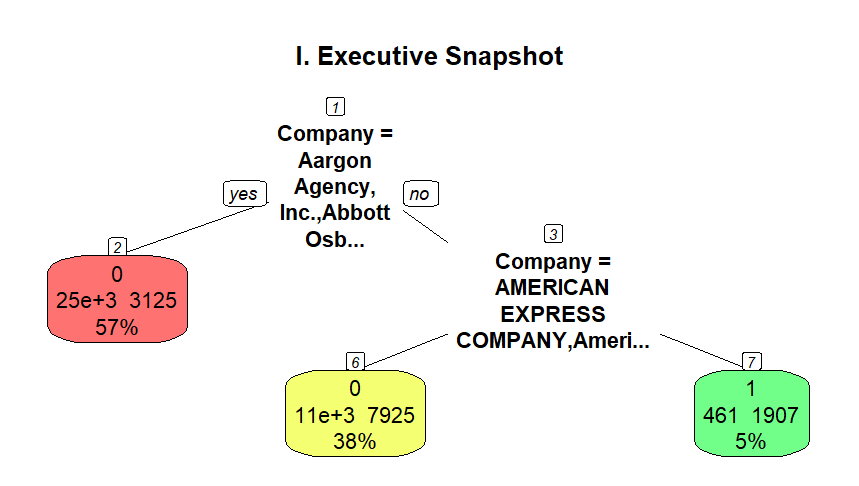 I. Executive Snapshot
1
Company =
Aargon
Agency,
Inc.,Abbott
Osb...
yes
no
2
0
25e+3 3125
57%
3
Company =
AMERICAN
EXPRESS
COMPANY,Ameri...
6
0
11e+3 7925
38%
7
1
461 1907
5%